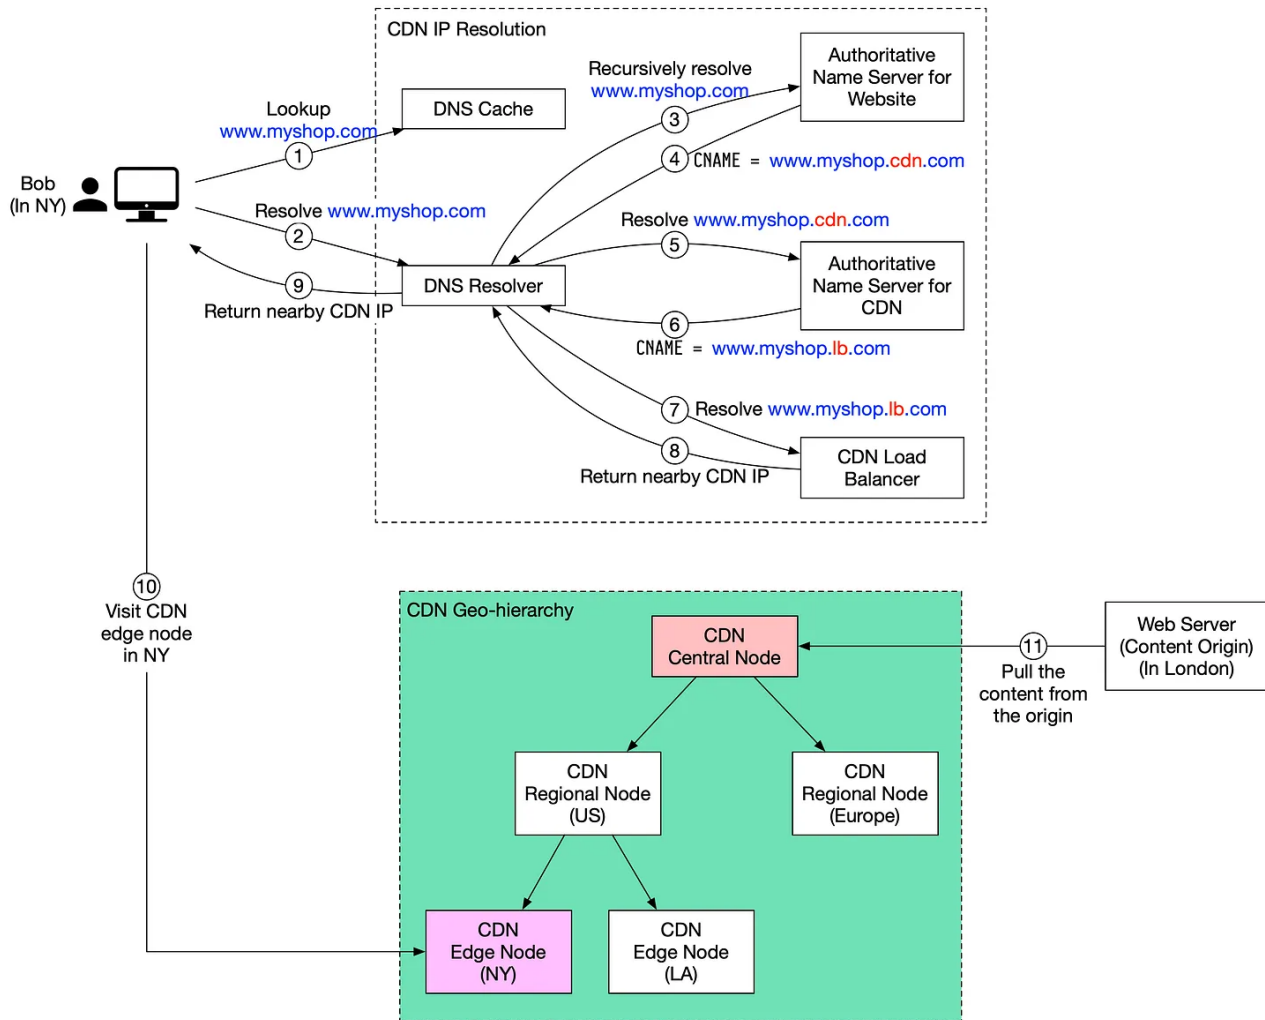 CDN IP Resolution
Lookup
www.myshop.com
1
DNS Cache
Recursively resolve
www.myshop.com
3
Authoritative
Name Server for
Website
4
CNAME = www.myshop.cdn.com
Bob
(In NY)
Resolve www.myshop.com
2
Resolve www.myshop.cdn.com
5
DNS Resolver
Authoritative
Name Server for
CDN
9
Return nearby CDN IP
6
CNAME = www.myshop.lb.com
7
Resolve www.myshop.lb.com
8
Return nearby CDN IP
CDN Load
Balancer
10
Visit CDN
edge node
in NY
CDN Geo-hierarchy
CDN
Central Node
11
Pull the
content from
the origin
Web Server
(Content Origin)
(In London)
CDN
Regional Node
(US)
CDN
Regional Node
(Europe)
CDN
Edge Node
(NY)
CDN
Edge Node
(LA)